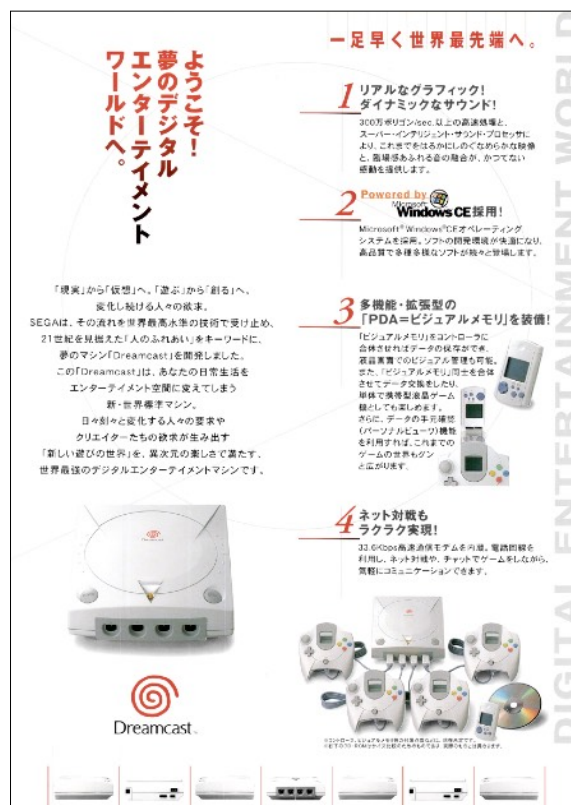 一足早く世界最先端へ。
ようこそ!
夢のデジタル
エンターテイメント
ワールドへ。
「現実」から「仮想」へ。「遊ぶ」から「創る」へ、
変化し続ける人々の欲求。
SEGAは、その流れを世界最高水準の技術で受け止め、
21世紀を見据えた「人のふれあい」をキーワードに、
夢のマシン「Dreamcast」を開発しました。
この「Dreamcast」は、あなたの日常生活を
エンターテイメント空間に変えてしまう
新・世界標準マシン。
日々刻々と変化する人々の要求や
クリエイターたちの欲求が生み出す
「新しい遊びの世界」を、異次元の楽しさで満たす、
世界最強のデジタルエンターテイメントマシンです。
Dreamcast
1 リアルなグラフィック!
ダイナミックなサウンド!
300万ポリゴン/sec.以上の高速処理と、
スーパー・インテリジェント・サウンド・プロセッサに
より、これまでをはるかにしのぐなめらかな映像
と、臨場感あふれる音の融合が、かつてない
感動を提供します。
2 Powered by
Microsoft
Windows CE採用!
Microsoft® Windows®CEオペレーティング
システムを採用。ソフトの開発環境が快適になり、
高品質で多種多様なソフトが続々と登場します。
3 多機能・拡張型の
「PDA=ビジュアルメモリ」を装備!
「ビジュアルメモリ」をコントローラに
合体させればデータの保存ができ、
液晶画面でのビジュアル管理も可能。
また、「ビジュアルメモリ」同士を合体
させてデータ交換をしたり、
単体で携帯型液晶ゲーム
機としても楽しめます。
さらに、データの手元確認
(パーソナルビューワ)機能
を利用すれば、これまでの
ゲームの世界もグン
と広がります。
4 ネット対戦も
ラクラク実現!
33.6Kbps高速通信モデムを内蔵。電話回線を
利用し、ネット対戦や、チャットでゲームをしながら、
気軽にコミュニケーションできます。
DIGITAL ENTERTAINMENT WORLD